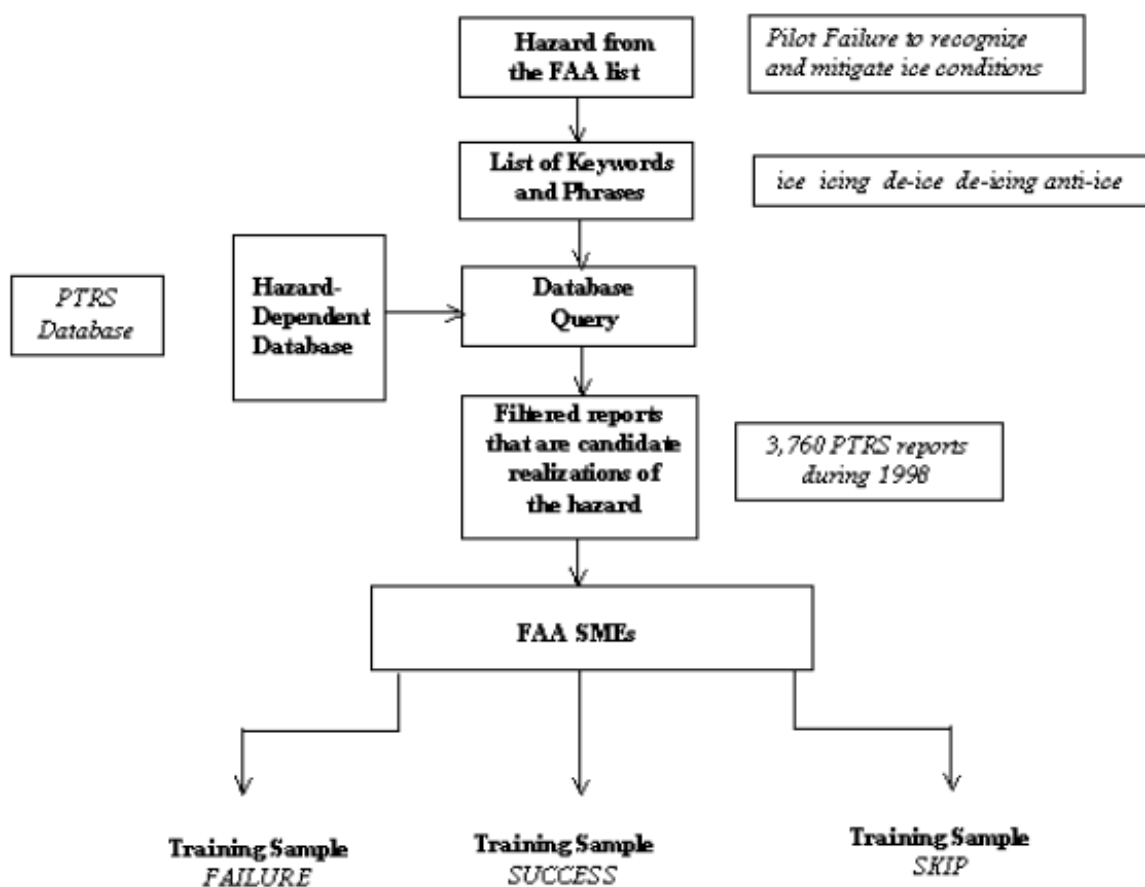 Hazard from
the FAA list
Pilot Failure to recognize
and mitigate ice conditions
List of Keywords
and Phrases
ice icing de-ice de-icing anti-ice
PTRS
Database
Hazard-
Dependent
Database
Database
Query
Filtered reports
that are candidate
realizations of
the hazard
3,760 PTRS reports
during 1998
FAA SMEs
Training Sample
FAILURE
Training Sample
SUCCESS
Training Sample
SKIP